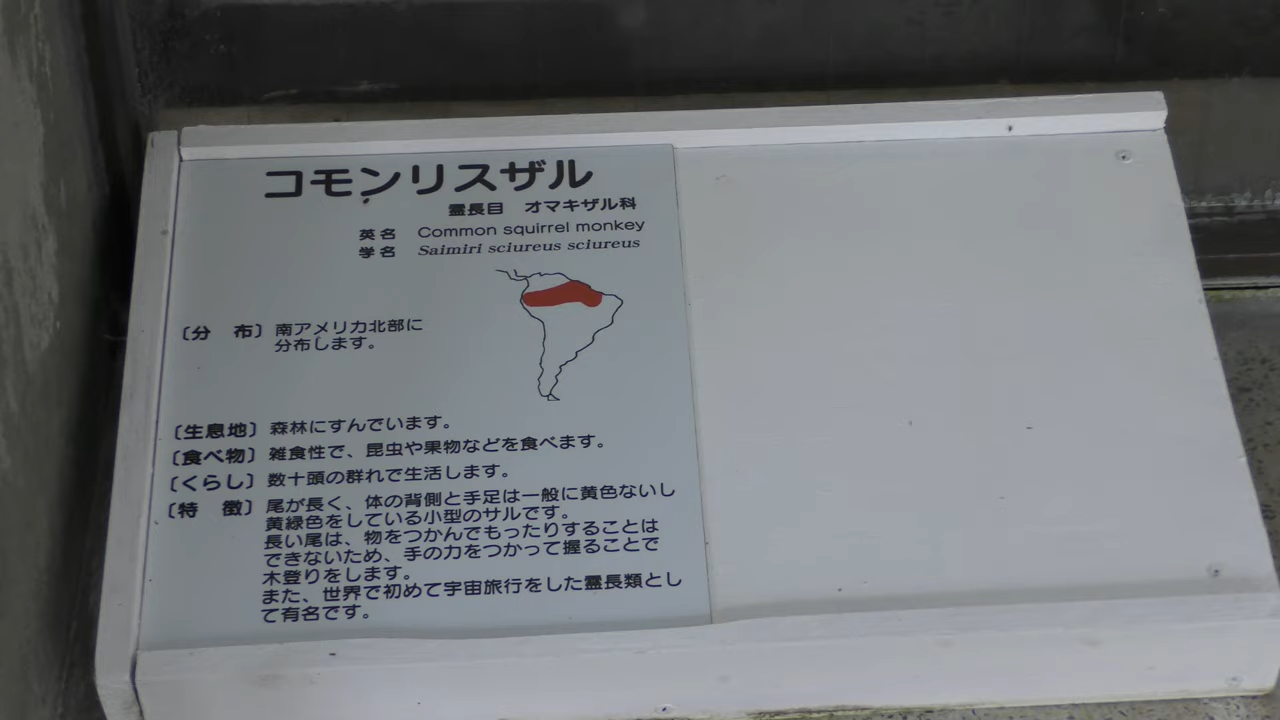 コモンリスザル
霊長目 オマキザル科
英名 Common squirrel monkey
学名 Saimiri sciureus sciureus
〔分 布〕 南アメリカ北部に
分布します。
〔生息地〕 森林にすんでいます。
〔食べ物〕 雑食性で、昆虫や果物などを食べます。
〔くらし〕 数十頭の群れで生活します。
〔特 徴〕 尾が長く、体の背側と手足は一般に黄色ないし
黄緑色をしている小型のサルです。
長い尾は、物をつかんでもったりすることは
できないため、手の力をつかって握ることで
木登りをします。
また、世界で初めて宇宙旅行をした霊長類とし
て有名です。